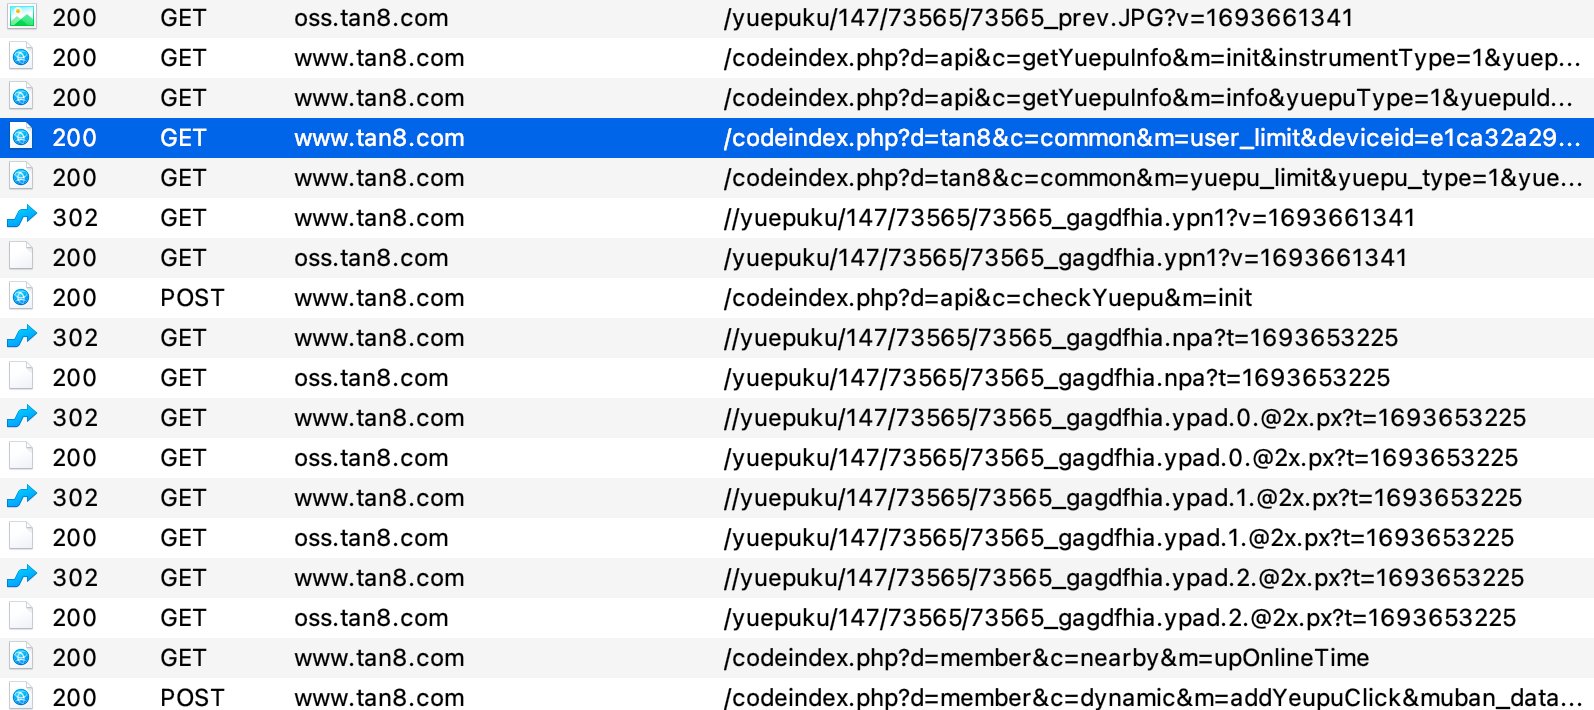 200 GET oss.tan8.com /yuepuku/147/73565/73565_prev.JPG?v=1693661341
200 GET www.tan8.com /codeindex.php?d=api&c=getYuepuInfo&m=init&instrumentType=1&yuep...
200 GET www.tan8.com /codeindex.php?d=api&c=getYuepuInfo&m=info&yuepuType=1&yuepuId...
200 GET www.tan8.com /codeindex.php?d=tan8&c=common&m=user_limit&deviceid=e1ca32a29...
200 GET www.tan8.com /codeindex.php?d=tan8&c=common&m=yuepu_limit&yuepu_type=1&yue...
302 GET www.tan8.com //yuepuku/147/73565/73565_gagdfhia.ypn1?v=1693661341
200 GET oss.tan8.com /yuepuku/147/73565/73565_gagdfhia.ypn1?v=1693661341
200 POST www.tan8.com /codeindex.php?d=api&c=checkYuepu&m=init
302 GET www.tan8.com //yuepuku/147/73565/73565_gagdfhia.npa?t=1693653225
200 GET oss.tan8.com /yuepuku/147/73565/73565_gagdfhia.npa?t=1693653225
302 GET www.tan8.com //yuepuku/147/73565/73565_gagdfhia.ypad.0.@2x.px?t=1693653225
200 GET oss.tan8.com /yuepuku/147/73565/73565_gagdfhia.ypad.0.@2x.px?t=1693653225
302 GET www.tan8.com //yuepuku/147/73565/73565_gagdfhia.ypad.1.@2x.px?t=1693653225
200 GET oss.tan8.com /yuepuku/147/73565/73565_gagdfhia.ypad.1.@2x.px?t=1693653225
302 GET www.tan8.com //yuepuku/147/73565/73565_gagdfhia.ypad.2.@2x.px?t=1693653225
200 GET oss.tan8.com /yuepuku/147/73565/73565_gagdfhia.ypad.2.@2x.px?t=1693653225
200 GET www.tan8.com /codeindex.php?d=member&c=nearby&m=upOnlineTime
200 POST www.tan8.com /codeindex.php?d=member&c=dynamic&m=addYeupuClick&muban_data...